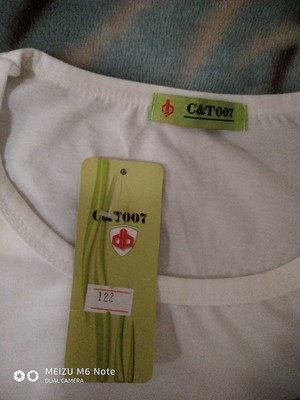 C&T007
C&T007
122
MEIZU M6 Note
DUAL CAMERA